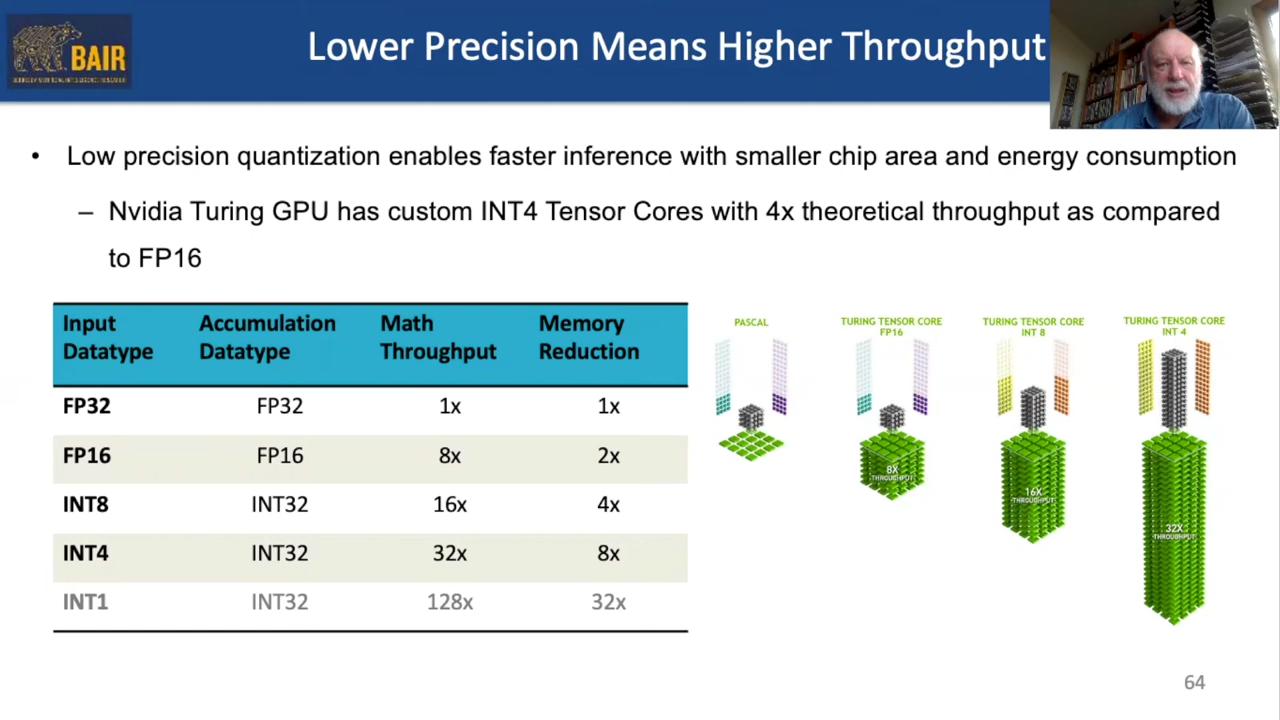 BAIR
Lower Precision Means Higher Throughput
• Low precision quantization enables faster inference with smaller chip area and energy consumption
– Nvidia Turing GPU has custom INT4 Tensor Cores with 4x theoretical throughput as compared
to FP16
Input Datatype Accumulation Datatype Math Throughput Memory Reduction
FP32 FP32 1x 1x
FP16 FP16 8x 2x
INT8 INT32 16x 4x
INT4 INT32 32x 8x
INT1 INT32 128x 32x
PASCAL
TURING TENSOR CORE
FP16
8X
THROUGHPUT
TURING TENSOR CORE
INT 8
16X
THROUGHPUT
TURING TENSOR CORE
INT 4
32X
THROUGHPUT
64